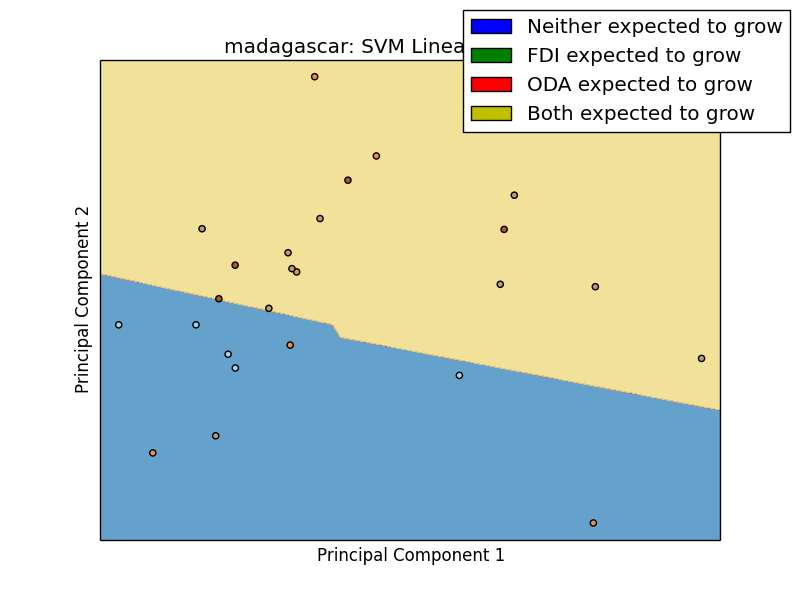 madagascar: SVM Linea
Neither expected to grow
FDI expected to grow
ODA expected to grow
Both expected to grow
Principal Component 2
Principal Component 1